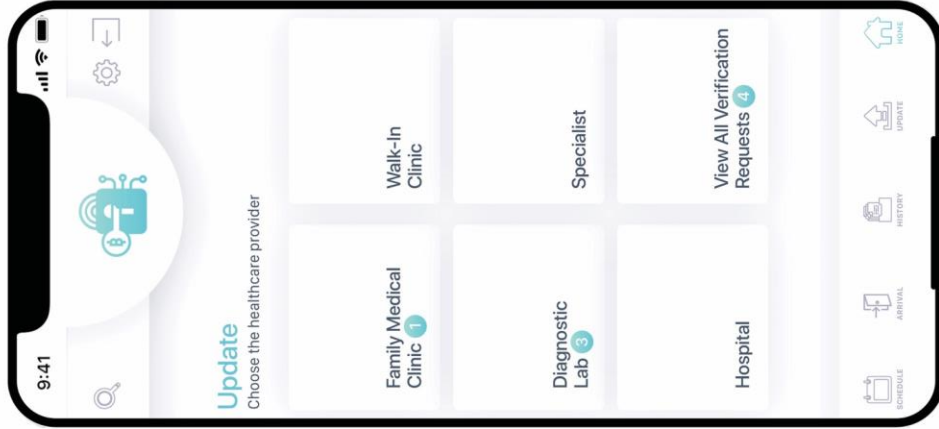 9:41
Update
Choose the healthcare provider
Family Medical
Clinic 1
Walk-In
Clinic
Diagnostic
Lab 3
Specialist
Hospital
View All Verification
Requests 4
SCHEDULE
ARRIVAL
HISTORY
UPDATE
HOME